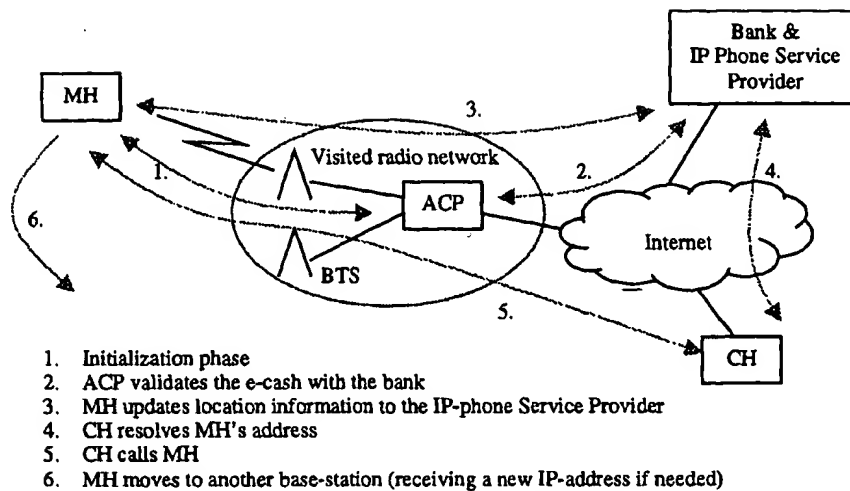 Bank &
IP Phone Service
Provider
MH
3.
Visited radio network
1.
2.
4.
ACP
6.
Internet
BTS
5.
CH
1. Initialization phase
2. ACP validates the e-cash with the bank
3. MH updates location information to the IP-phone Service Provider
4. CH resolves MH's address
5. CH calls MH
6. MH moves to another base-station (receiving a new IP-address if needed)